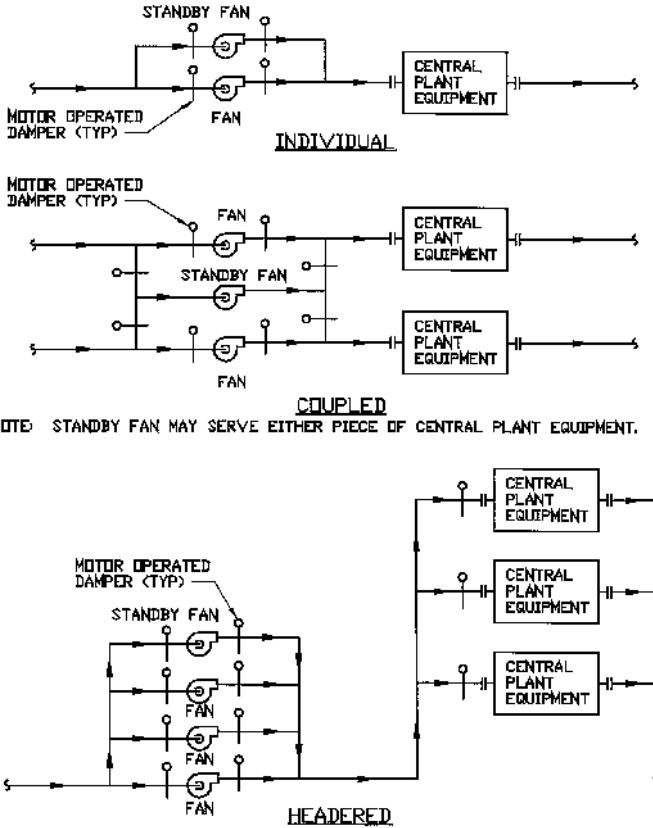 STANDBY FAN
CENTRAL
PLANT
EQUIPMENT
MOTOR OPERATED
DAMPER (TYP)
FAN
INDIVIDUAL
MOTOR OPERATED
DAMPER (TYP)
FAN
CENTRAL
PLANT
EQUIPMENT
STANDBY FAN
CENTRAL
PLANT
EQUIPMENT
FAN
COUPLED
OTE: STANDBY FAN MAY SERVE EITHER PIECE OF CENTRAL PLANT EQUIPMENT.
CENTRAL
PLANT
EQUIPMENT
MOTOR OPERATED
DAMPER (TYP)
STANDBY FAN
CENTRAL
PLANT
EQUIPMENT
FAN
CENTRAL
PLANT
EQUIPMENT
FAN
FAN
HEADERED